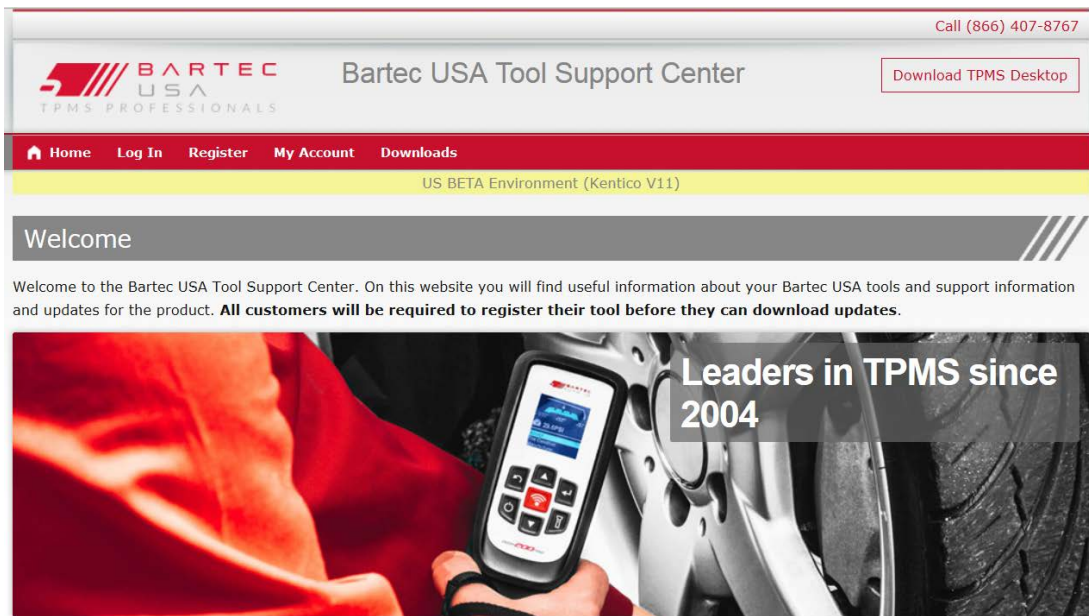 Call (866) 407-8767
BARTEC
USA
TPMS PROFESSIONALS
Bartec USA Tool Support Center
Download TPMS Desktop
Home Log In Register My Account Downloads
US BETA Environment (Kentico V11)
Welcome
Welcome to the Bartec USA Tool Support Center. On this website you will find useful information about your Bartec USA tools and support information
and updates for the product. All customers will be required to register their tool before they can download updates.
Leaders in TPMS since
2004
BARTEC
200